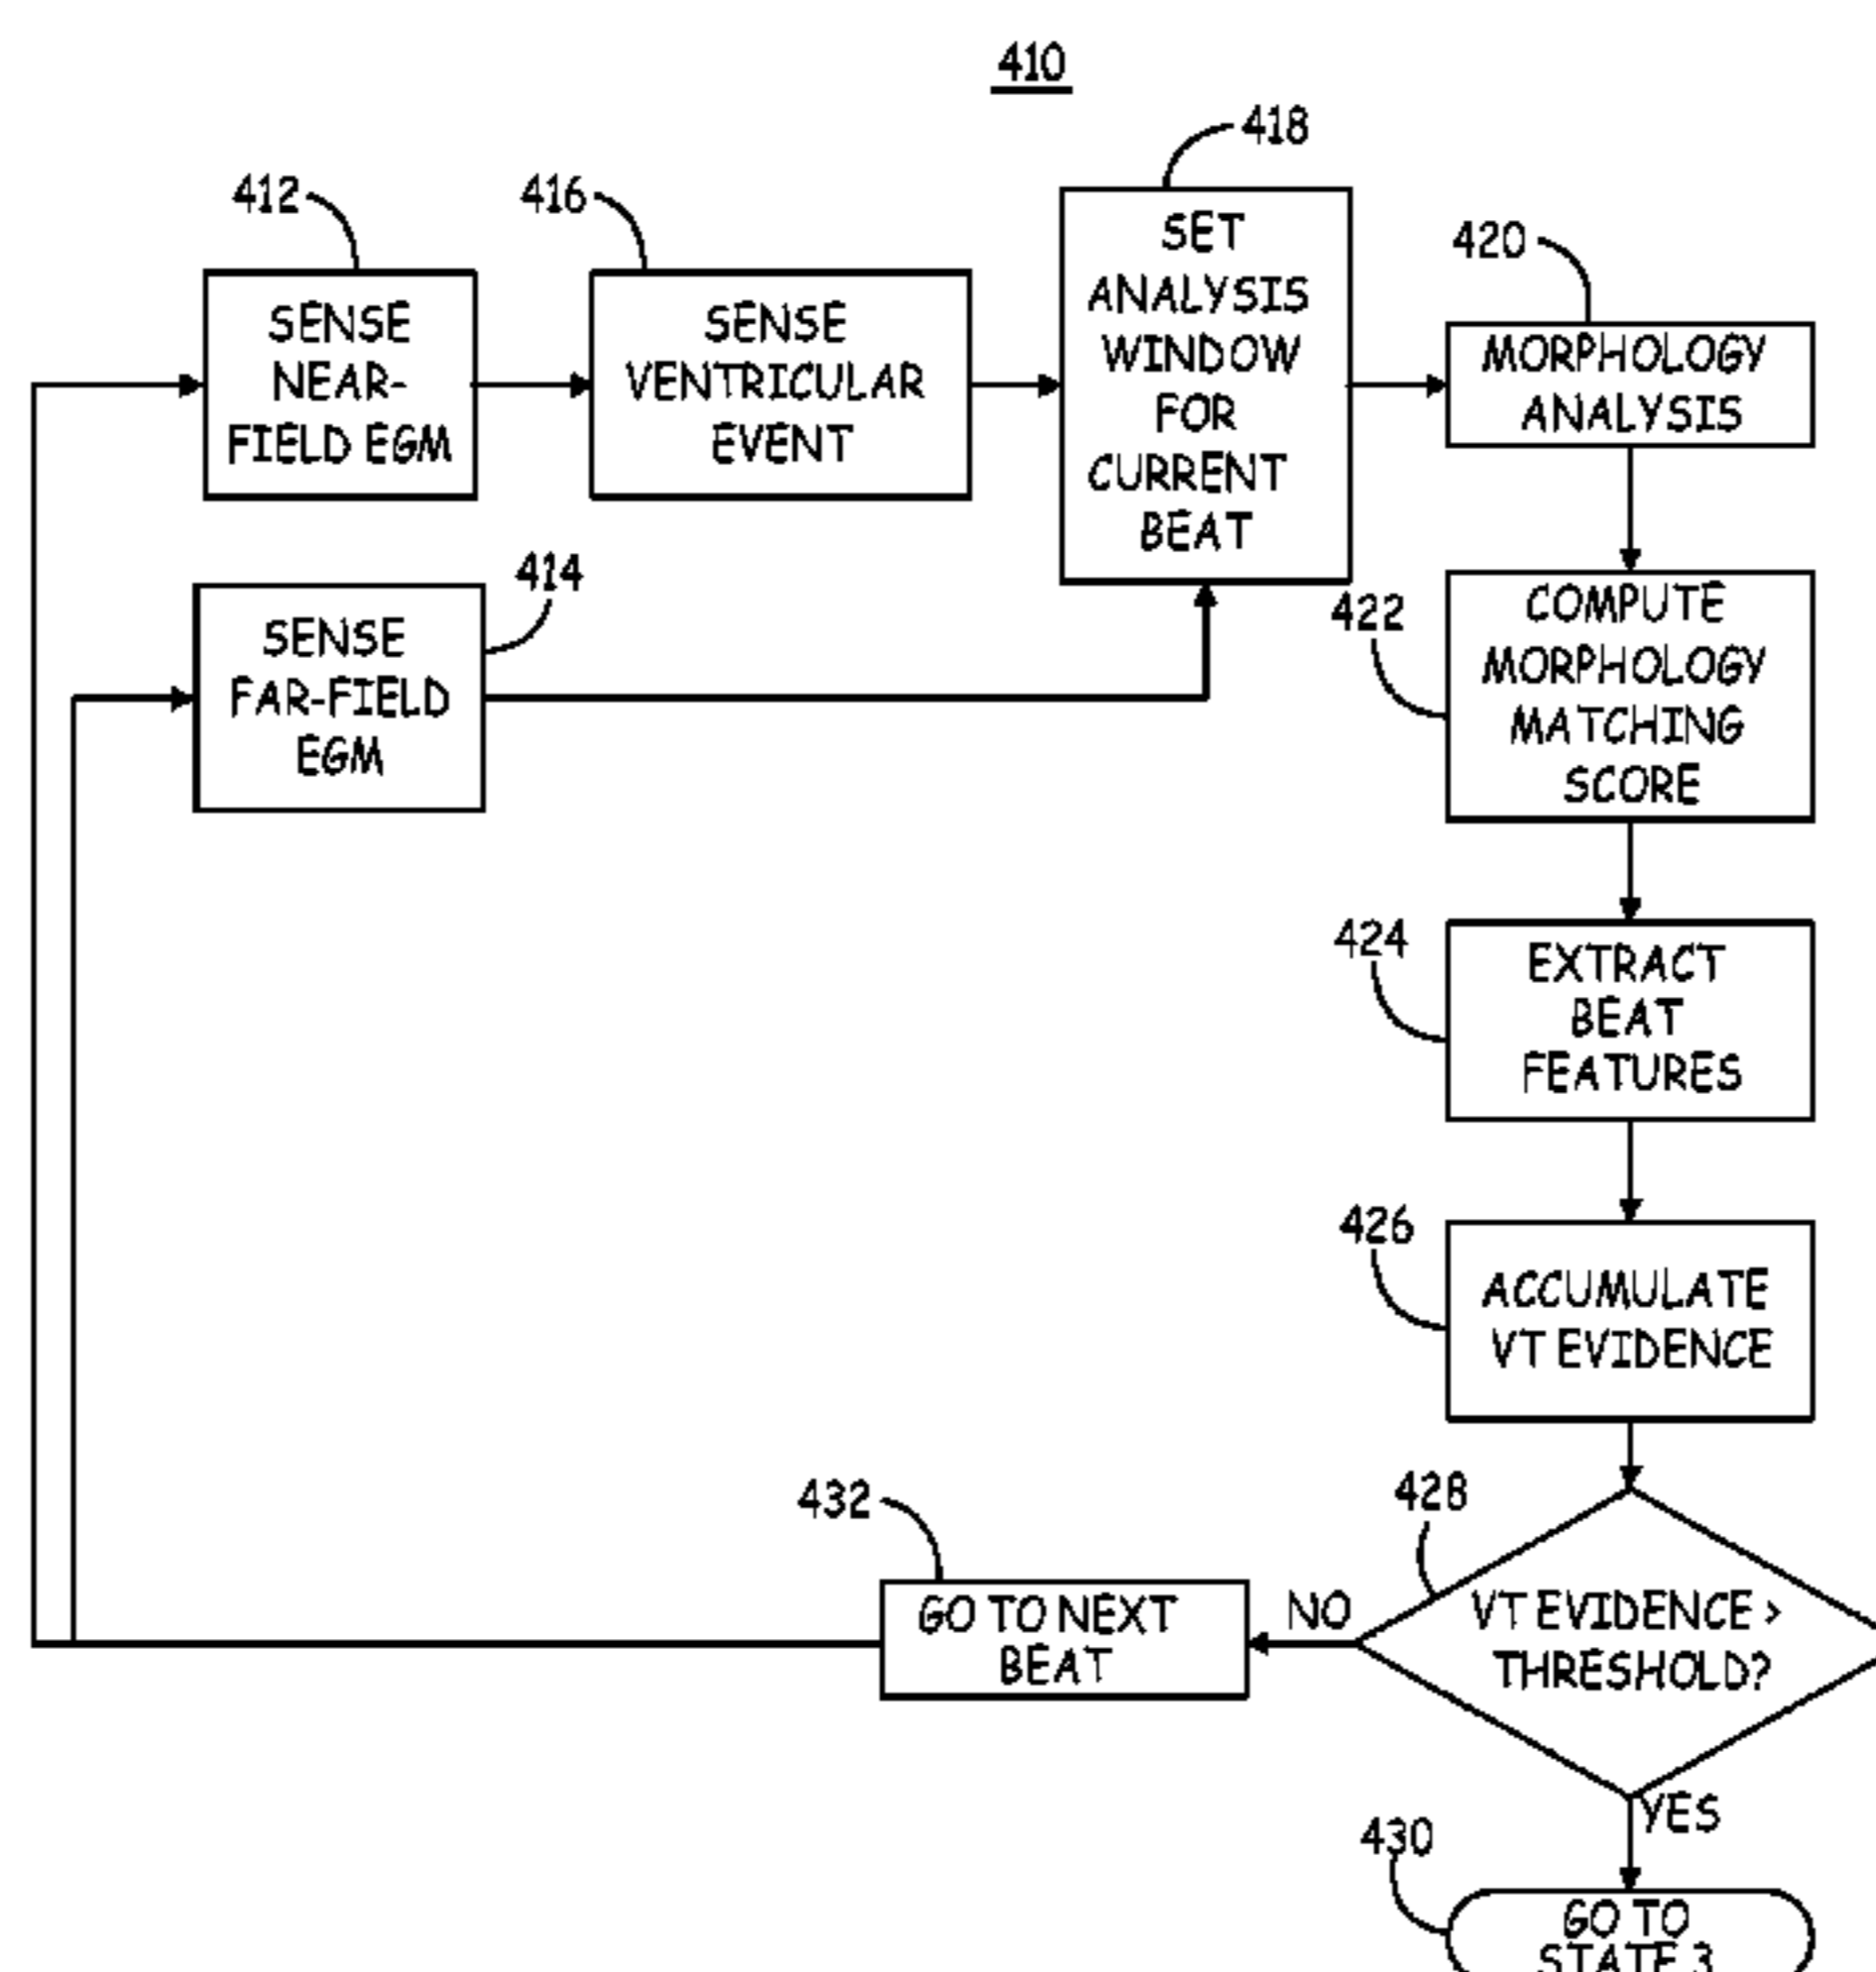 410
412
SENSE
NEAR-
FIELD EGM
416
SENSE
VENTRICULAR
EVENT
418
SET
ANALYSIS
WINDOW
FOR
CURRENT
BEAT
420
MORPHOLOGY
ANALYSIS
414
SENSE
FAR-FIELD
EGM
422
COMPUTE
MORPHOLOGY
MATCHING
SCORE
424
EXTRACT
BEAT
FEATURES
426
ACCUMULATE
VT EVIDENCE
428
VT EVIDENCE >
THRESHOLD?
NO
432
GO TO NEXT
BEAT
YES
430
GO TO
STATE 3